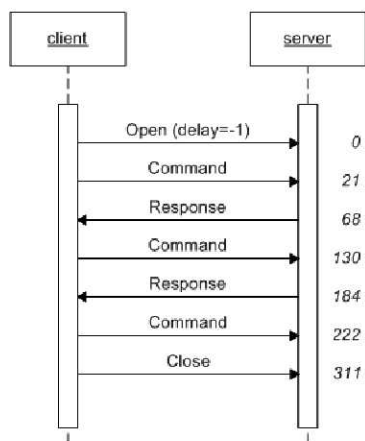 client server
Open (delay=-1) 0
Command 21
Response 68
Command 130
Response 184
Command 222
Close 311